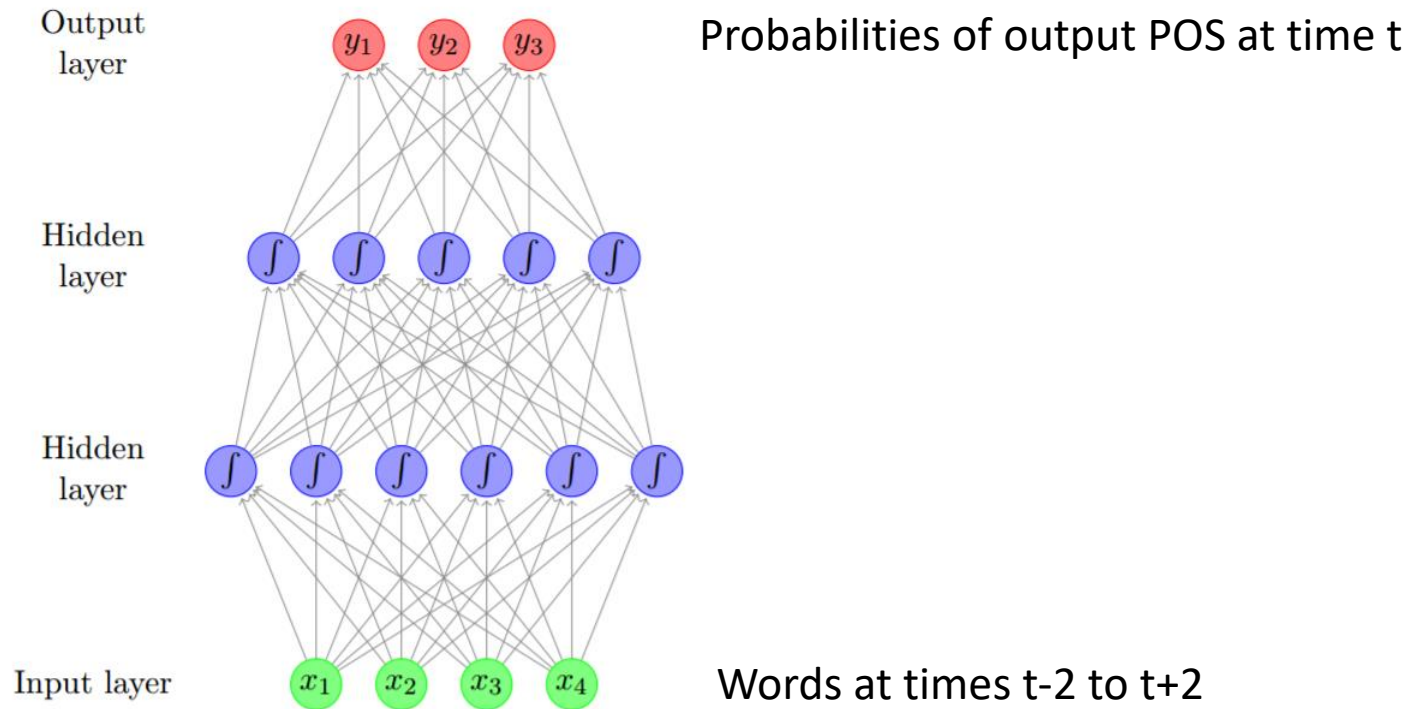 Output
layer
y1 y2 y3
Probabilities of output POS at time t
Hidden
layer
∫ ∫ ∫ ∫ ∫
Hidden
layer
∫ ∫ ∫ ∫ ∫ ∫
Input layer
x1 x2 x3 x4
Words at times t-2 to t+2